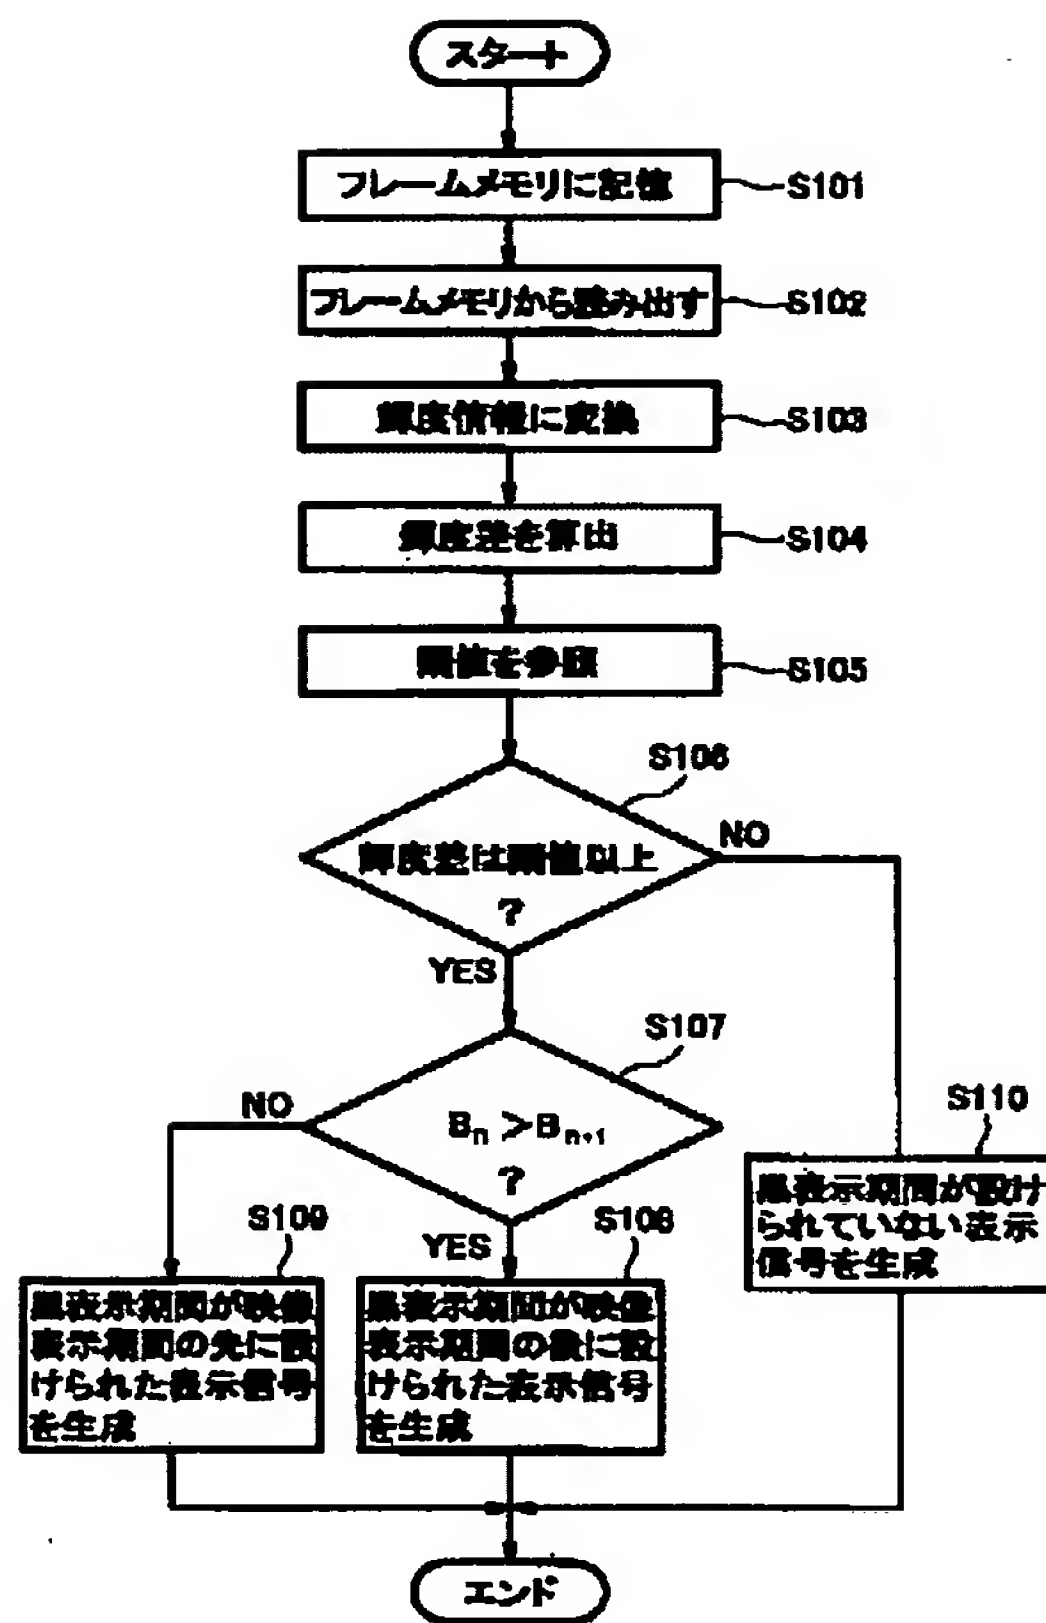 スタート
フレームメモリに記憶
S101
フレームメモリから読み出す
S102
輝度情報に変換
S103
輝度差を算出
S104
閾値を参照
S105
S106
輝度差は閾値以上
?
NO
YES
S107
Bn>Bn+1
?
NO
YES
S110
黒表示期間が設け
られていない表示
信号を生成
S109
黒表示期間が映像
表示期間の先に設
けられた表示信号
を生成
S108
黒表示期間が映像
表示期間の後に設
けられた表示信号
を生成
エンド